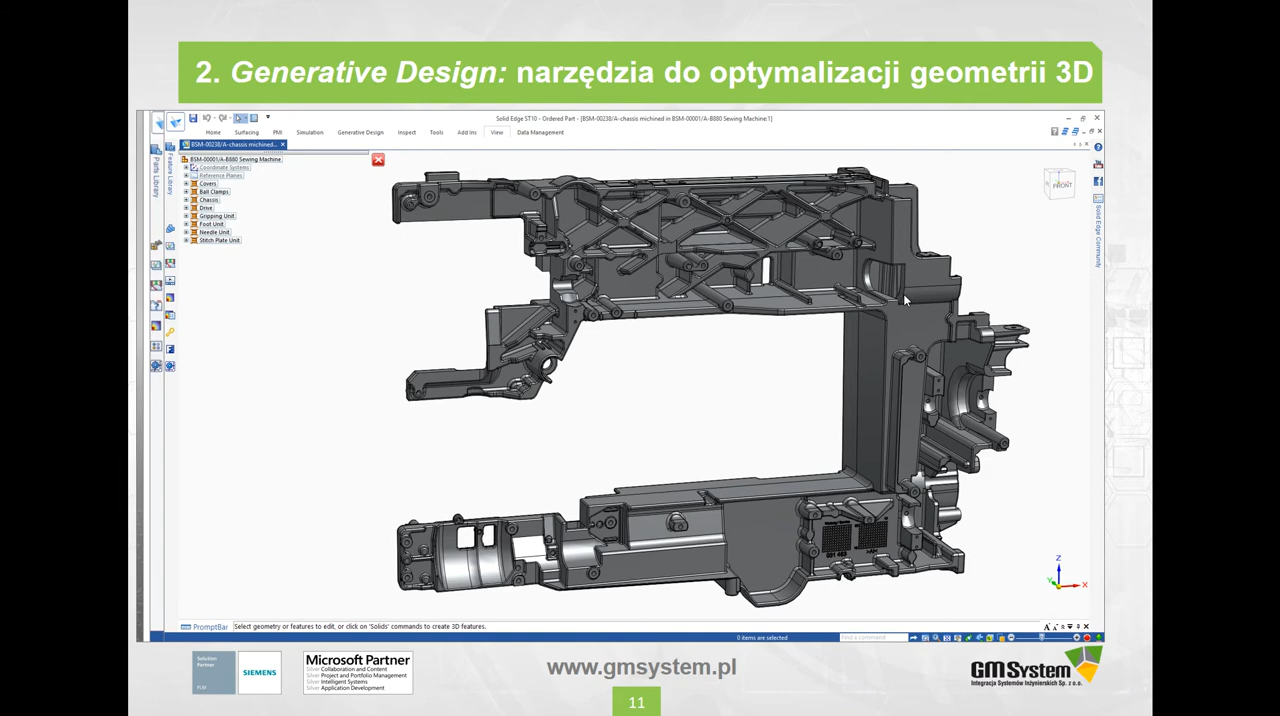 2. Generative Design: narzędzia do optymalizacji geometrii 3D
Solid Edge ST10 - Ordered Part - [BSM-00238/A-chassis michined in BSM-00001/A-B880 Sewing Machine:1]
Home Surfacing PMI Simulation Generative Design Inspect Tools Add Ins View Data Management
BSM-00238/A-chassis michined...
BSM-00001/A-B880 Sewing Machine
Coordinate Systems
Reference Planes
Covers
Ball Clamps
Chassis
Drive
Gripping Unit
Foot Unit
Needle Unit
Stitch Plate Unit
Parts Library
Feature Library
Solid Edge Community
FRONT
Z
Y
X
PromptBar Select geometry or features to edit, or click on 'Solids' commands to create 3D features.
0 items are selected
Find a command
Solution
Partner
PLM
SIEMENS
Microsoft Partner
Silver Collaboration and Content
Silver Project and Portfolio Management
Silver Intelligent Systems
Silver Application Development
www.gmsystem.pl
GM System
Integracja Systemów Inżynierskich Sp. z o.o.
11